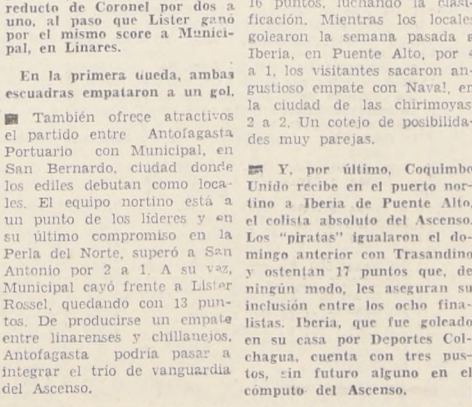 reducto de Coronel por dos a
uno, al paso que Lister ganó
por el mismo score a Munici-
pal, en Linares.
En la primera ueda, ambas
escuadras empataron a un gol.
También ofrece atractivos
el partido entre Antofagasta
Portuario con Municipal, en
San Bernardo, ciudad donde
los ediles debutan como loca-
les. El equipo nortino está a
un punto de los líderes y en
su último compromiso en la
Perla del Norte, superó a San
Antonio por 2 a 1. A su vez,
Municipal cayó frente a Lister
Rossel, quedando con 13 pun-
tos. De producirse un empate
entre linarenses y chillanejos,
Antofagasta podría pasar a
integrar el trío de vanguardia
del Ascenso.
16 puntos, luchando la clasi-
ficación. Mientras los locales
golearon la semana pasada a
Iberia, en Puente Alto, por 4
a 1, los visitantes sacaron an-
gustioso empate con Naval, en
la ciudad de las chirimoyas
2 a 2. Un cotejo de posibilida-
des muy parejas.
Y, por último, Coquimbo
Unido recibe en el puerto nor-
tino a Iberia de Puente Alto,
el colista absoluto del Ascenso.
Los "piratas" igualaron el do-
mingo anterior con Trasandino
y ostentan 17 puntos que, de
ningún modo, les aseguran su
inclusión entre los ocho fina-
listas. Iberia, que fue goleado
en su casa por Deportes Col-
chagua, cuenta con tres pus-
tos, sin futuro alguno en el
cómputo del Ascenso.